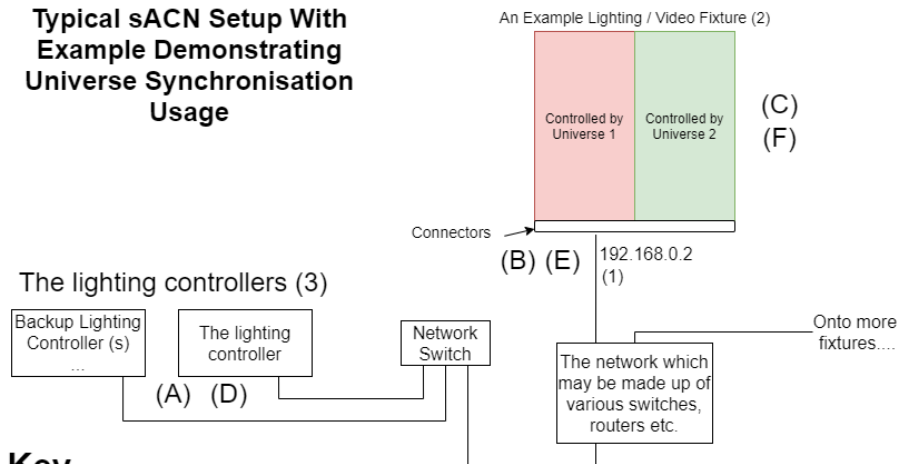 Typical sACN Setup With
Example Demonstrating
Universe Synchronisation
Usage
An Example Lighting / Video Fixture (2)
Controlled by
Universe 1
Controlled by
Universe 2
(C)
(F)
Connectors
(B) (E)
192.168.0.2
(1)
The lighting controllers (3)
Backup Lighting
Controller (s)
...
The lighting
controller
Network
Switch
Onto more
fixtures....
The network which
may be made up of
various switches,
routers etc.
(A) (D)
Key